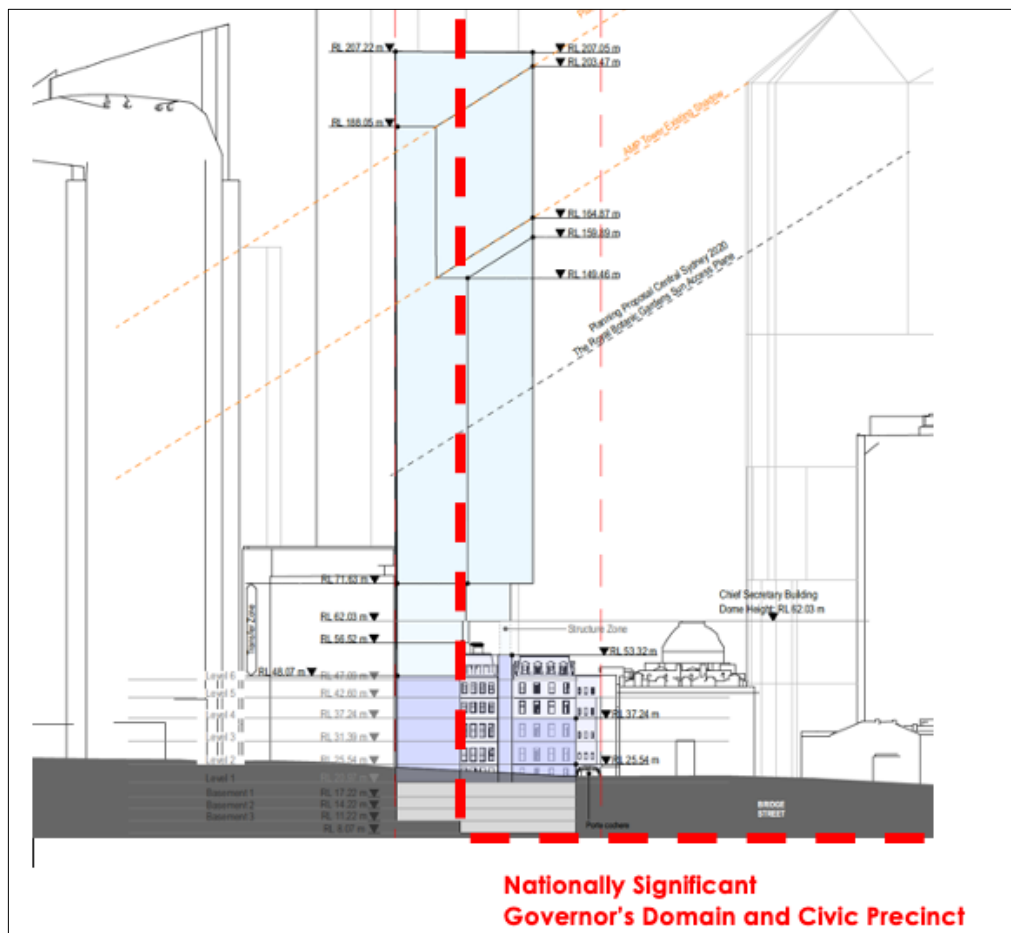 RL 207.22 m
RL 207.05 m
RL 203.47 m
RL 188.05 m
AMP Tower Existing Shadow
RL 164.87 m
RL 159.89 m
RL 149.46 m
Planning Proposal Central Sydney 2020
The Royal Botanic Gardens Sun Access Plane
RL 71.63 m
Transfer Zone
Chief Secretary Building
Dome Height: RL 62.03 m
RL 62.03 m
Structure Zone
RL 56.52 m
RL 53.32 m
RL 48.07 m
Level 6 RL 47.09 m
Level 5 RL 42.60 m
Level 4 RL 37.24 m
RL 37.24 m
Level 3 RL 31.39 m
Level 2 RL 25.54 m
RL 25.54 m
Level 1
Basement 1 RL 17.22 m
Basement 2 RL 14.22 m
Basement 3 RL 11.22 m
RL 8.07 m
Porte cochere
BRIDGE
STREET
Nationally Significant
Governor's Domain and Civic Precinct